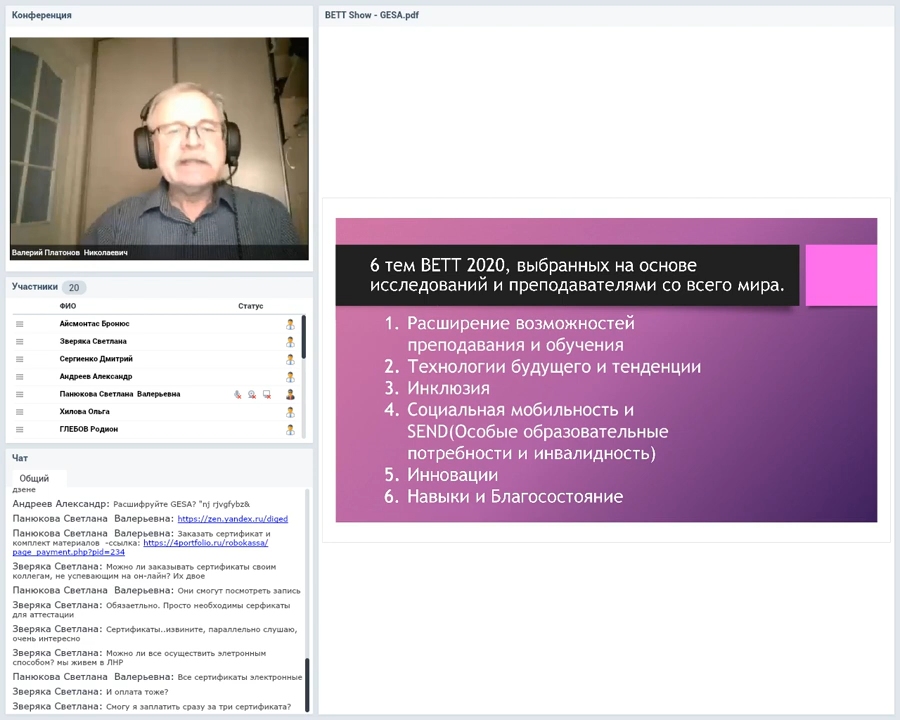 Конференция
Валерий Платонов Николаевич
Участники 20
ФИО Статус
Айсмонтас Бронюс
Зверяка Светлана
Сергиенко Дмитрий
Андреев Александр
Панюкова Светлана Валерьевна
Хилова Ольга
ГЛЕБОВ Родион
Чат
Общий
дзене
Андреев Александр: Расшифруйте GESA? "nj rjvgfybz&
Панюкова Светлана Валерьевна: https://zen.yandex.ru/diged
Панюкова Светлана Валерьевна: Заказать сертификат и
комплект материалов -ссылка: https://4portfolio.ru/robokassa/
page_payment.php?pid=234
Зверяка Светлана: Можно ли заказывать сертификаты своим
коллегам, не успевающим на он-лайн? Их двое
Панюкова Светлана Валерьевна: Они смогут посмотреть запись
Зверяка Светлана: Обязаетльно. Просто необходимы серфикаты
для аттестации
Зверяка Светлана: Сертификаты..извините, параллельно слушаю,
очень интересно
Зверяка Светлана: Можно ли все осуществить элетронным
способом? мы живем в ЛНР
Панюкова Светлана Валерьевна: Все сертификаты электронные
Зверяка Светлана: И оплата тоже?
Зверяка Светлана: Смогу я заплатить сразу за три сертификата?
BETT Show - GESA.pdf
6 тем BETT 2020, выбранных на основе
исследований и преподавателями со всего мира.
1. Расширение возможностей
преподавания и обучения
2. Технологии будущего и тенденции
3. Инклюзия
4. Социальная мобильность и
SEND(Особые образовательные
потребности и инвалидность)
5. Инновации
6. Навыки и Благосостояние